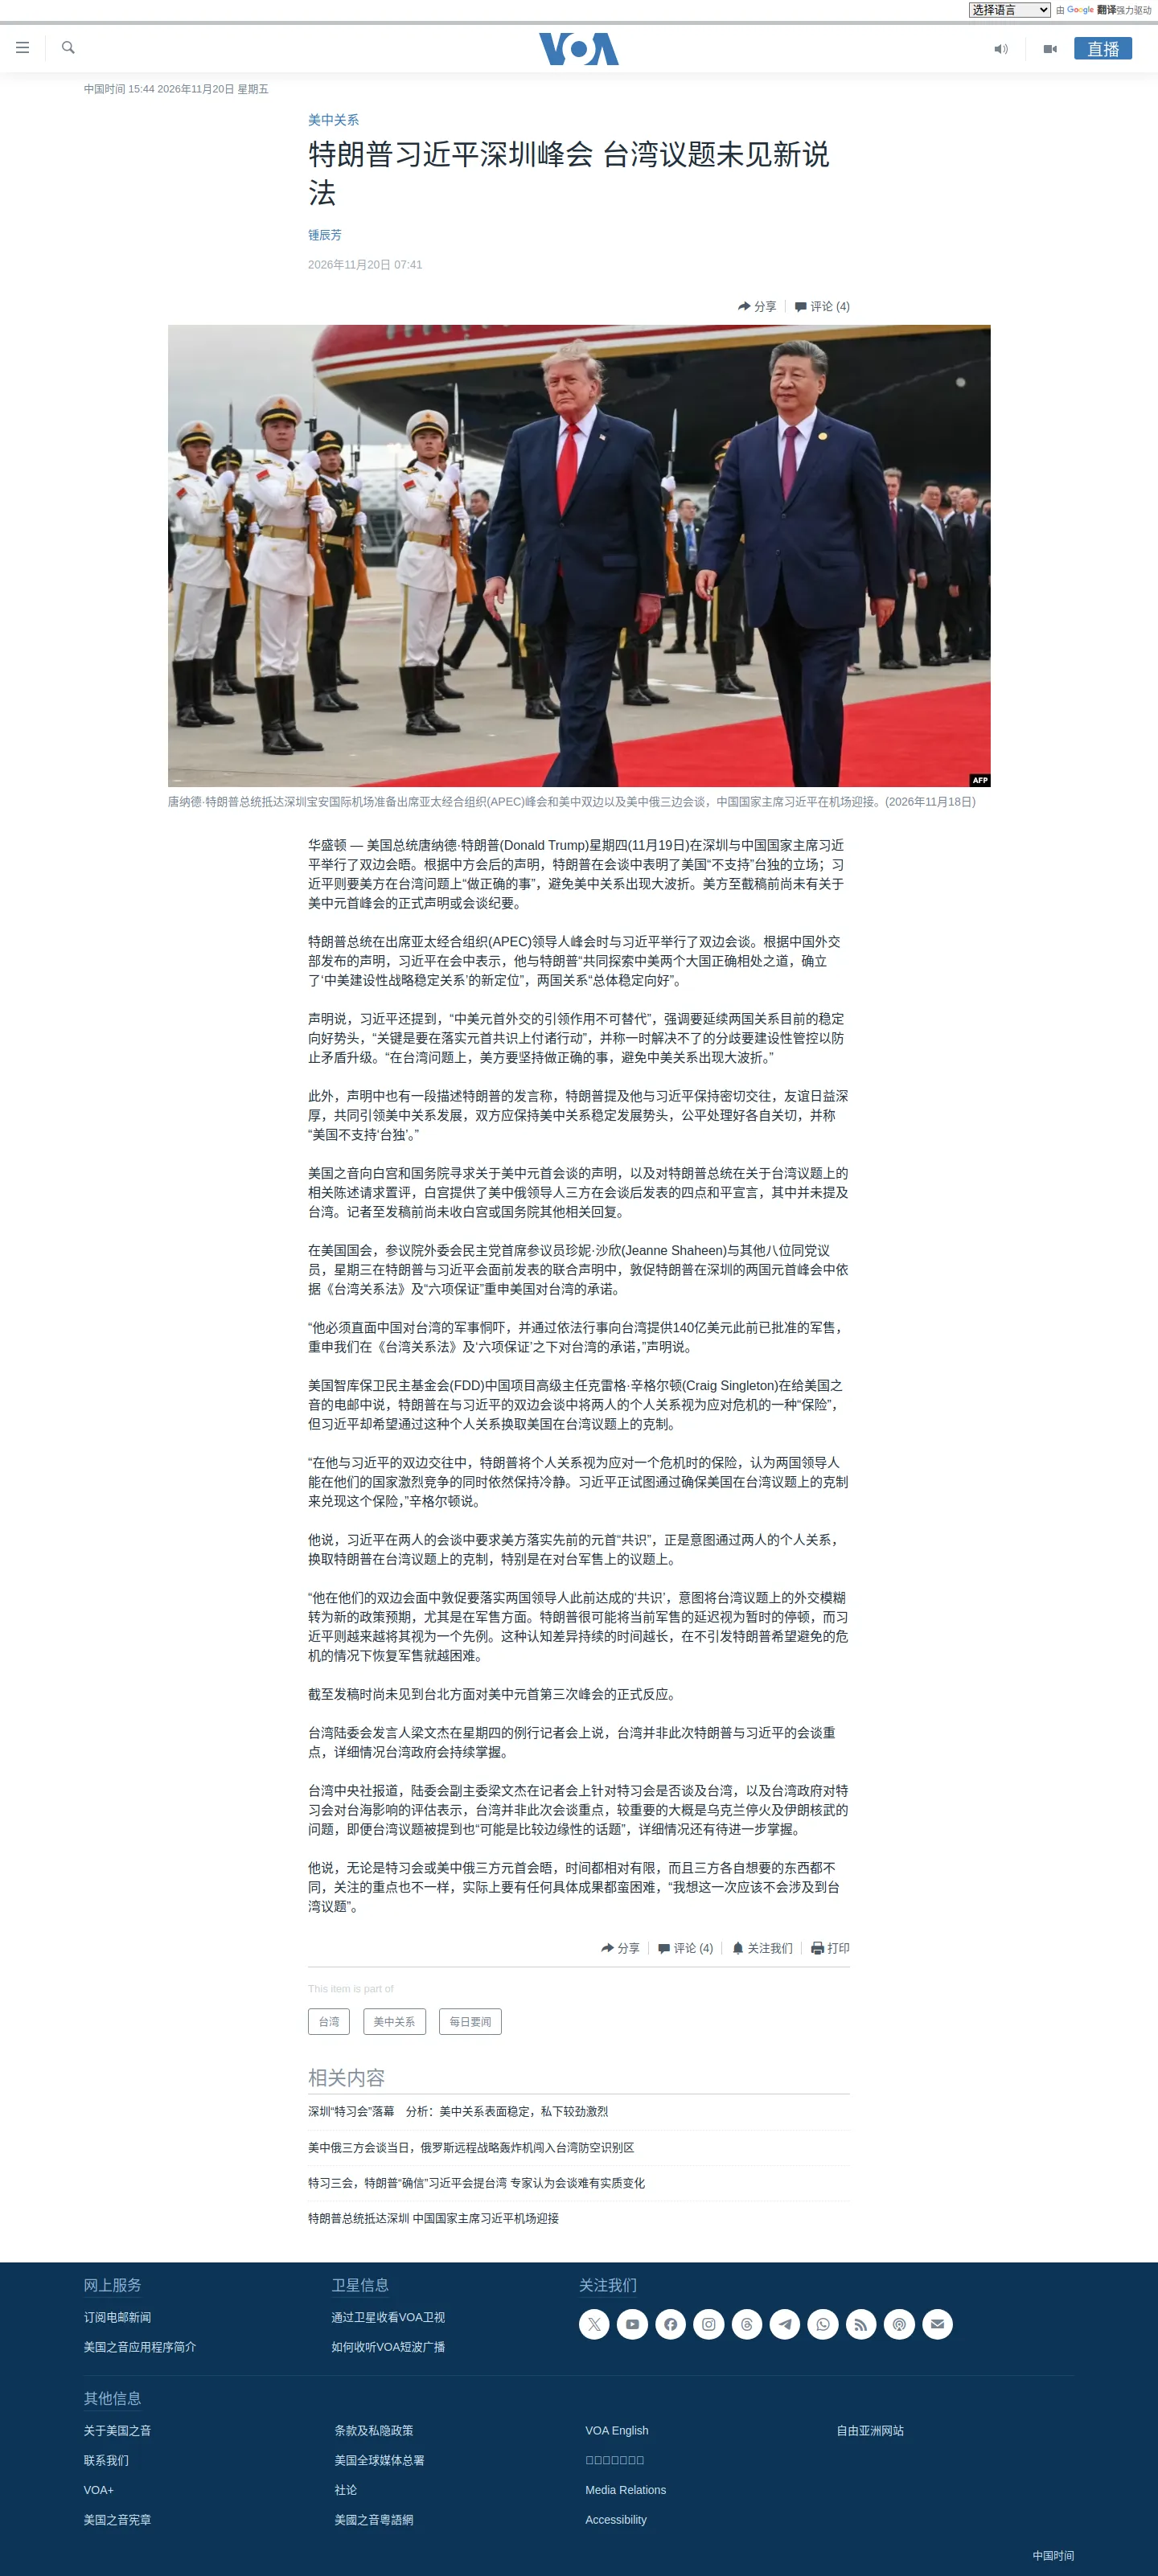 选择语言 由 Google 翻译强力驱动
VOA
直播
中国时间 15:44 2026年11月20日 星期五
美中关系
特朗普习近平深圳峰会 台湾议题未见新说
法
锺辰芳
2026年11月20日 07:41
分享 评论 (4)
AFP
唐纳德·特朗普总统抵达深圳宝安国际机场准备出席亚太经合组织(APEC)峰会和美中双边以及美中俄三边会谈，中国国家主席习近平在机场迎接。(2026年11月18日)
华盛顿 — 美国总统唐纳德·特朗普(Donald Trump)星期四(11月19日)在深圳与中国国家主席习近
平举行了双边会晤。根据中方会后的声明，特朗普在会谈中表明了美国“不支持”台独的立场；习
近平则要美方在台湾问题上“做正确的事”，避免美中关系出现大波折。美方至截稿前尚未有关于
美中元首峰会的正式声明或会谈纪要。
特朗普总统在出席亚太经合组织(APEC)领导人峰会时与习近平举行了双边会谈。根据中国外交
部发布的声明，习近平在会中表示，他与特朗普“共同探索中美两个大国正确相处之道，确立
了‘中美建设性战略稳定关系’的新定位”，两国关系“总体稳定向好”。
声明说，习近平还提到，“中美元首外交的引领作用不可替代”，强调要延续两国关系目前的稳定
向好势头，“关键是要在落实元首共识上付诸行动”，并称一时解决不了的分歧要建设性管控以防
止矛盾升级。“在台湾问题上，美方要坚持做正确的事，避免中美关系出现大波折。”
此外，声明中也有一段描述特朗普的发言称，特朗普提及他与习近平保持密切交往，友谊日益深
厚，共同引领美中关系发展，双方应保持美中关系稳定发展势头，公平处理好各自关切，并称
“美国不支持‘台独’。”
美国之音向白宫和国务院寻求关于美中元首会谈的声明，以及对特朗普总统在关于台湾议题上的
相关陈述请求置评，白宫提供了美中俄领导人三方在会谈后发表的四点和平宣言，其中并未提及
台湾。记者至发稿前尚未收白宫或国务院其他相关回复。
在美国国会，参议院外委会民主党首席参议员珍妮·沙欣(Jeanne Shaheen)与其他八位同党议
员，星期三在特朗普与习近平会面前发表的联合声明中，敦促特朗普在深圳的两国元首峰会中依
据《台湾关系法》及“六项保证”重申美国对台湾的承诺。
“他必须直面中国对台湾的军事恫吓，并通过依法行事向台湾提供140亿美元此前已批准的军售，
重申我们在《台湾关系法》及‘六项保证’之下对台湾的承诺，”声明说。
美国智库保卫民主基金会(FDD)中国项目高级主任克雷格·辛格尔顿(Craig Singleton)在给美国之
音的电邮中说，特朗普在与习近平的双边会谈中将两人的个人关系视为应对危机的一种“保险”，
但习近平却希望通过这种个人关系换取美国在台湾议题上的克制。
“在他与习近平的双边交往中，特朗普将个人关系视为应对一个危机时的保险，认为两国领导人
能在他们的国家激烈竞争的同时依然保持冷静。习近平正试图通过确保美国在台湾议题上的克制
来兑现这个保险，”辛格尔顿说。
他说，习近平在两人的会谈中要求美方落实先前的元首“共识”，正是意图通过两人的个人关系，
换取特朗普在台湾议题上的克制，特别是在对台军售上的议题上。
“他在他们的双边会面中敦促要落实两国领导人此前达成的‘共识’，意图将台湾议题上的外交模糊
转为新的政策预期，尤其是在军售方面。特朗普很可能将当前军售的延迟视为暂时的停顿，而习
近平则越来越将其视为一个先例。这种认知差异持续的时间越长，在不引发特朗普希望避免的危
机的情况下恢复军售就越困难。
截至发稿时尚未见到台北方面对美中元首第三次峰会的正式反应。
台湾陆委会发言人梁文杰在星期四的例行记者会上说，台湾并非此次特朗普与习近平的会谈重
点，详细情况台湾政府会持续掌握。
台湾中央社报道，陆委会副主委梁文杰在记者会上针对特习会是否谈及台湾，以及台湾政府对特
习会对台海影响的评估表示，台湾并非此次会谈重点，较重要的大概是乌克兰停火及伊朗核武的
问题，即便台湾议题被提到也“可能是比较边缘性的话题”，详细情况还有待进一步掌握。
他说，无论是特习会或美中俄三方元首会晤，时间都相对有限，而且三方各自想要的东西都不
同，关注的重点也不一样，实际上要有任何具体成果都蛮困难，“我想这一次应该不会涉及到台
湾议题”。
分享 评论 (4) 关注我们 打印
This item is part of
台湾 美中关系 每日要闻
相关内容
深圳“特习会”落幕 分析：美中关系表面稳定，私下较劲激烈
美中俄三方会谈当日，俄罗斯远程战略轰炸机闯入台湾防空识别区
特习三会，特朗普“确信”习近平会提台湾 专家认为会谈难有实质变化
特朗普总统抵达深圳 中国国家主席习近平机场迎接
网上服务 卫星信息 关注我们
订阅电邮新闻 通过卫星收看VOA卫视
美国之音应用程序简介 如何收听VOA短波广播
其他信息
关于美国之音 条款及私隐政策 VOA English 自由亚洲网站
联系我们 美国全球媒体总署
VOA+ 社论 Media Relations
美国之音宪章 美國之音粵語網 Accessibility
中国时间